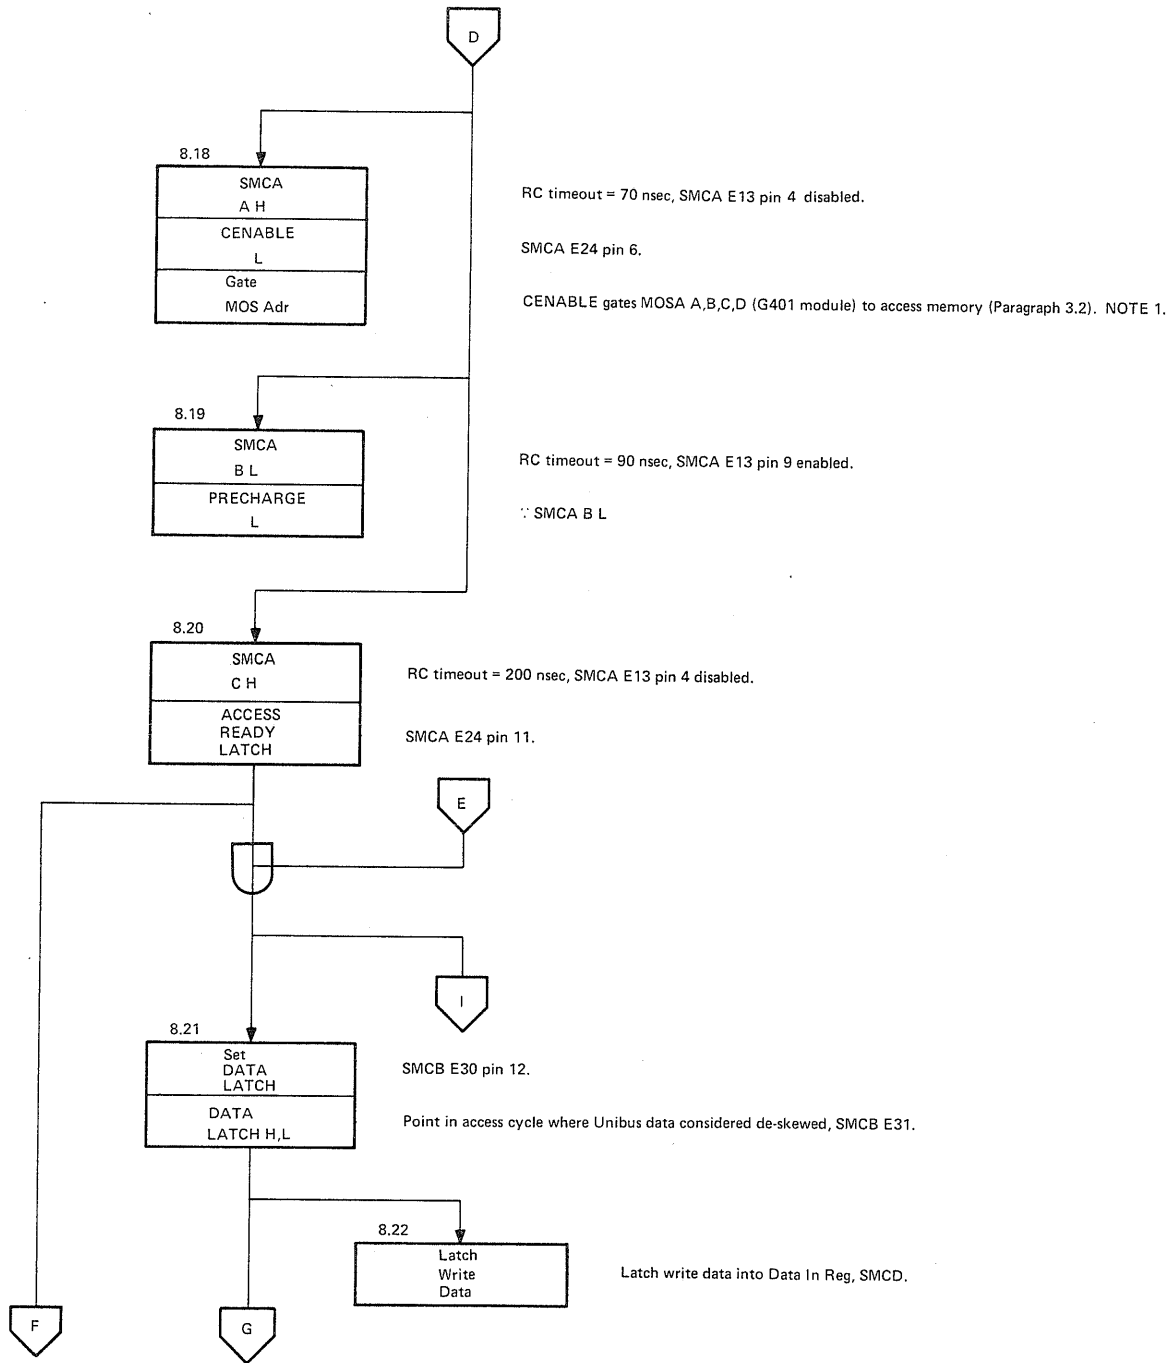 D
8.18
SMCA
A H
RC timeout = 70 nsec, SMCA E13 pin 4 disabled.
CENABLE
L
SMCA E24 pin 6.
Gate
MOS Adr
CENABLE gates MOSA A,B,C,D (G401 module) to access memory (Paragraph 3.2). NOTE 1.
8.19
SMCA
B L
RC timeout = 90 nsec, SMCA E13 pin 9 enabled.
PRECHARGE
L
∵ SMCA B L
8.20
SMCA
C H
RC timeout = 200 nsec, SMCA E13 pin 4 disabled.
ACCESS
READY
LATCH
SMCA E24 pin 11.
E
I
8.21
Set
DATA
LATCH
SMCB E30 pin 12.
DATA
LATCH H,L
Point in access cycle where Unibus data considered de-skewed, SMCB E31.
8.22
Latch
Write
Data
Latch write data into Data In Reg, SMCD.
F
G